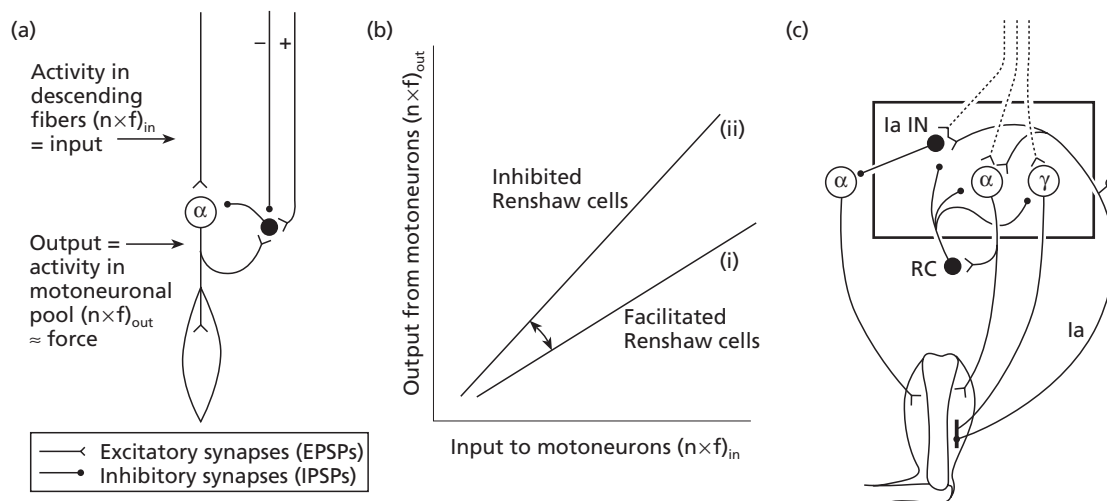 (a)
− +
Activity in
descending
fibers (n×f)in
= input
α
Output =
activity in
motoneuronal
pool (n×f)out
≈ force
Excitatory synapses (EPSPs)
Inhibitory synapses (IPSPs)
(b)
Output from motoneurons (n×f)out
(ii)
Inhibited
Renshaw cells
(i)
Facilitated
Renshaw cells
Input to motoneurons (n×f)in
(c)
Ia IN
α α γ
RC
Ia